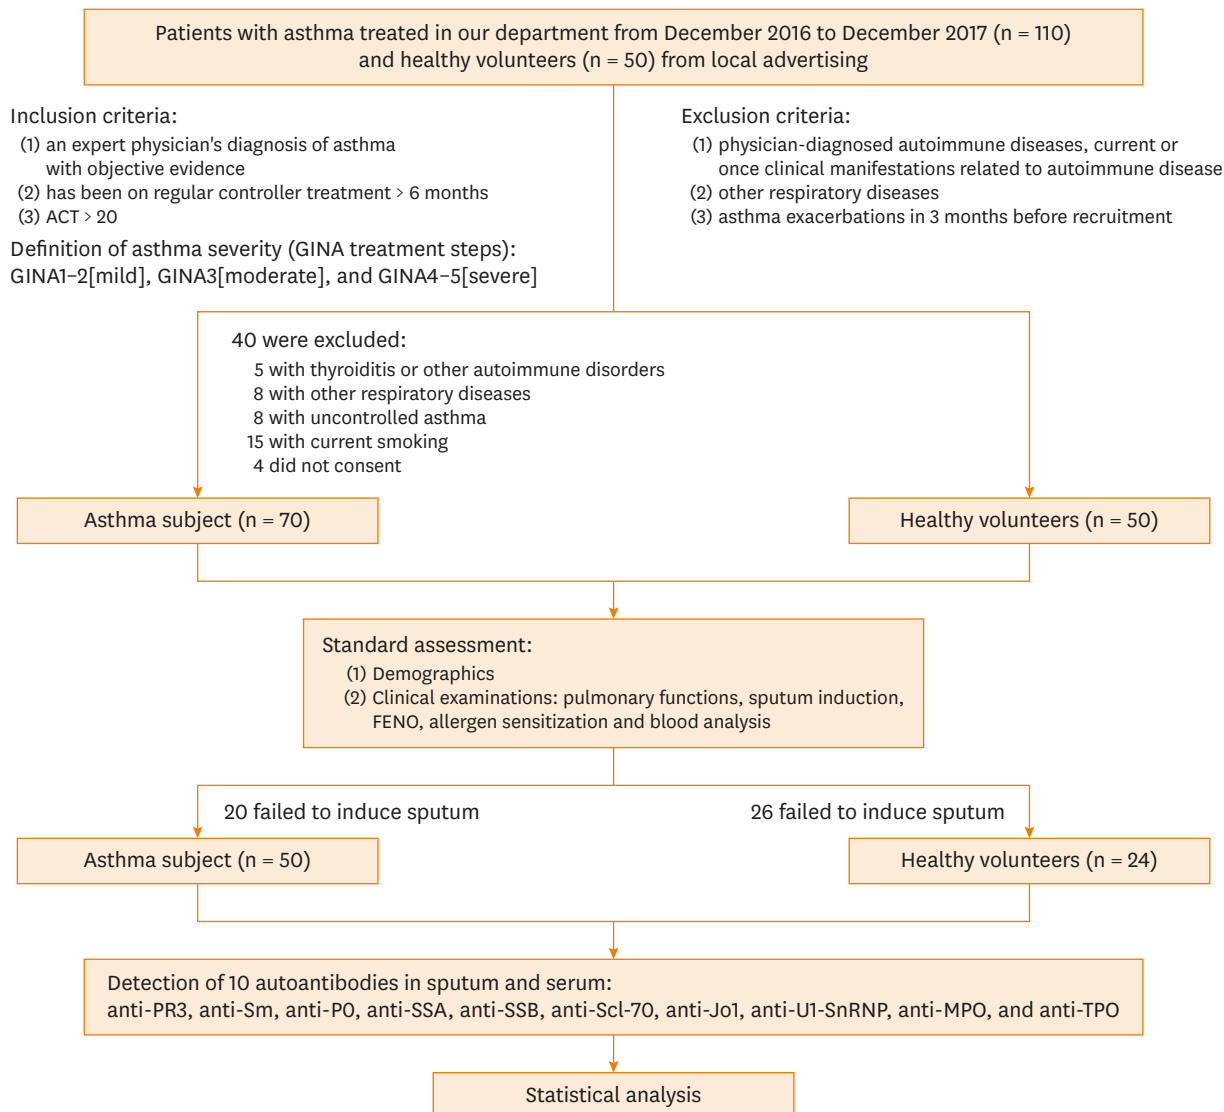 Patients with asthma treated in our department from December 2016 to December 2017 (n = 110)
and healthy volunteers (n = 50) from local advertising
Inclusion criteria:
(1) an expert physician's diagnosis of asthma
with objective evidence
(2) has been on regular controller treatment > 6 months
(3) ACT > 20
Definition of asthma severity (GINA treatment steps):
GINA1–2[mild], GINA3[moderate], and GINA4–5[severe]
Exclusion criteria:
(1) physician-diagnosed autoimmune diseases, current or
once clinical manifestations related to autoimmune disease
(2) other respiratory diseases
(3) asthma exacerbations in 3 months before recruitment
40 were excluded:
5 with thyroiditis or other autoimmune disorders
8 with other respiratory diseases
8 with uncontrolled asthma
15 with current smoking
4 did not consent
Asthma subject (n = 70)
Healthy volunteers (n = 50)
Standard assessment:
(1) Demographics
(2) Clinical examinations: pulmonary functions, sputum induction,
FENO, allergen sensitization and blood analysis
20 failed to induce sputum
26 failed to induce sputum
Asthma subject (n = 50)
Healthy volunteers (n = 24)
Detection of 10 autoantibodies in sputum and serum:
anti-PR3, anti-Sm, anti-P0, anti-SSA, anti-SSB, anti-Scl-70, anti-Jo1, anti-U1-SnRNP, anti-MPO, and anti-TPO
Statistical analysis